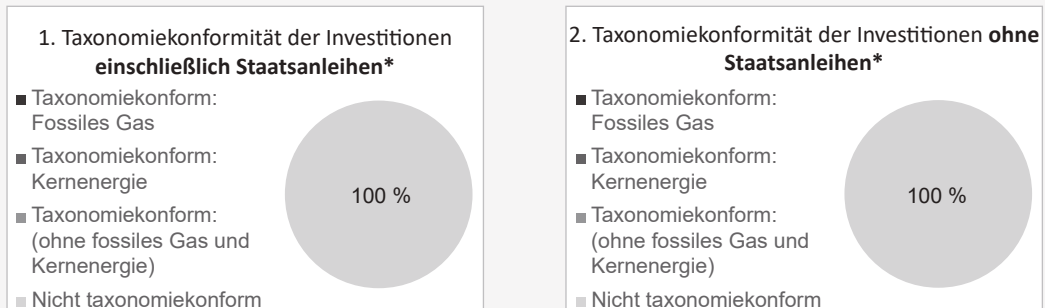 1. Taxonomiekonformität der Investitionen
einschließlich Staatsanleihen*
Taxonomiekonform:
Fossiles Gas
Taxonomiekonform:
Kernenergie
Taxonomiekonform:
(ohne fossiles Gas und
Kernenergie)
Nicht taxonomiekonform
100 %
2. Taxonomiekonformität der Investitionen ohne
Staatsanleihen*
Taxonomiekonform:
Fossiles Gas
Taxonomiekonform:
Kernenergie
Taxonomiekonform:
(ohne fossiles Gas und
Kernenergie)
Nicht taxonomiekonform
100 %